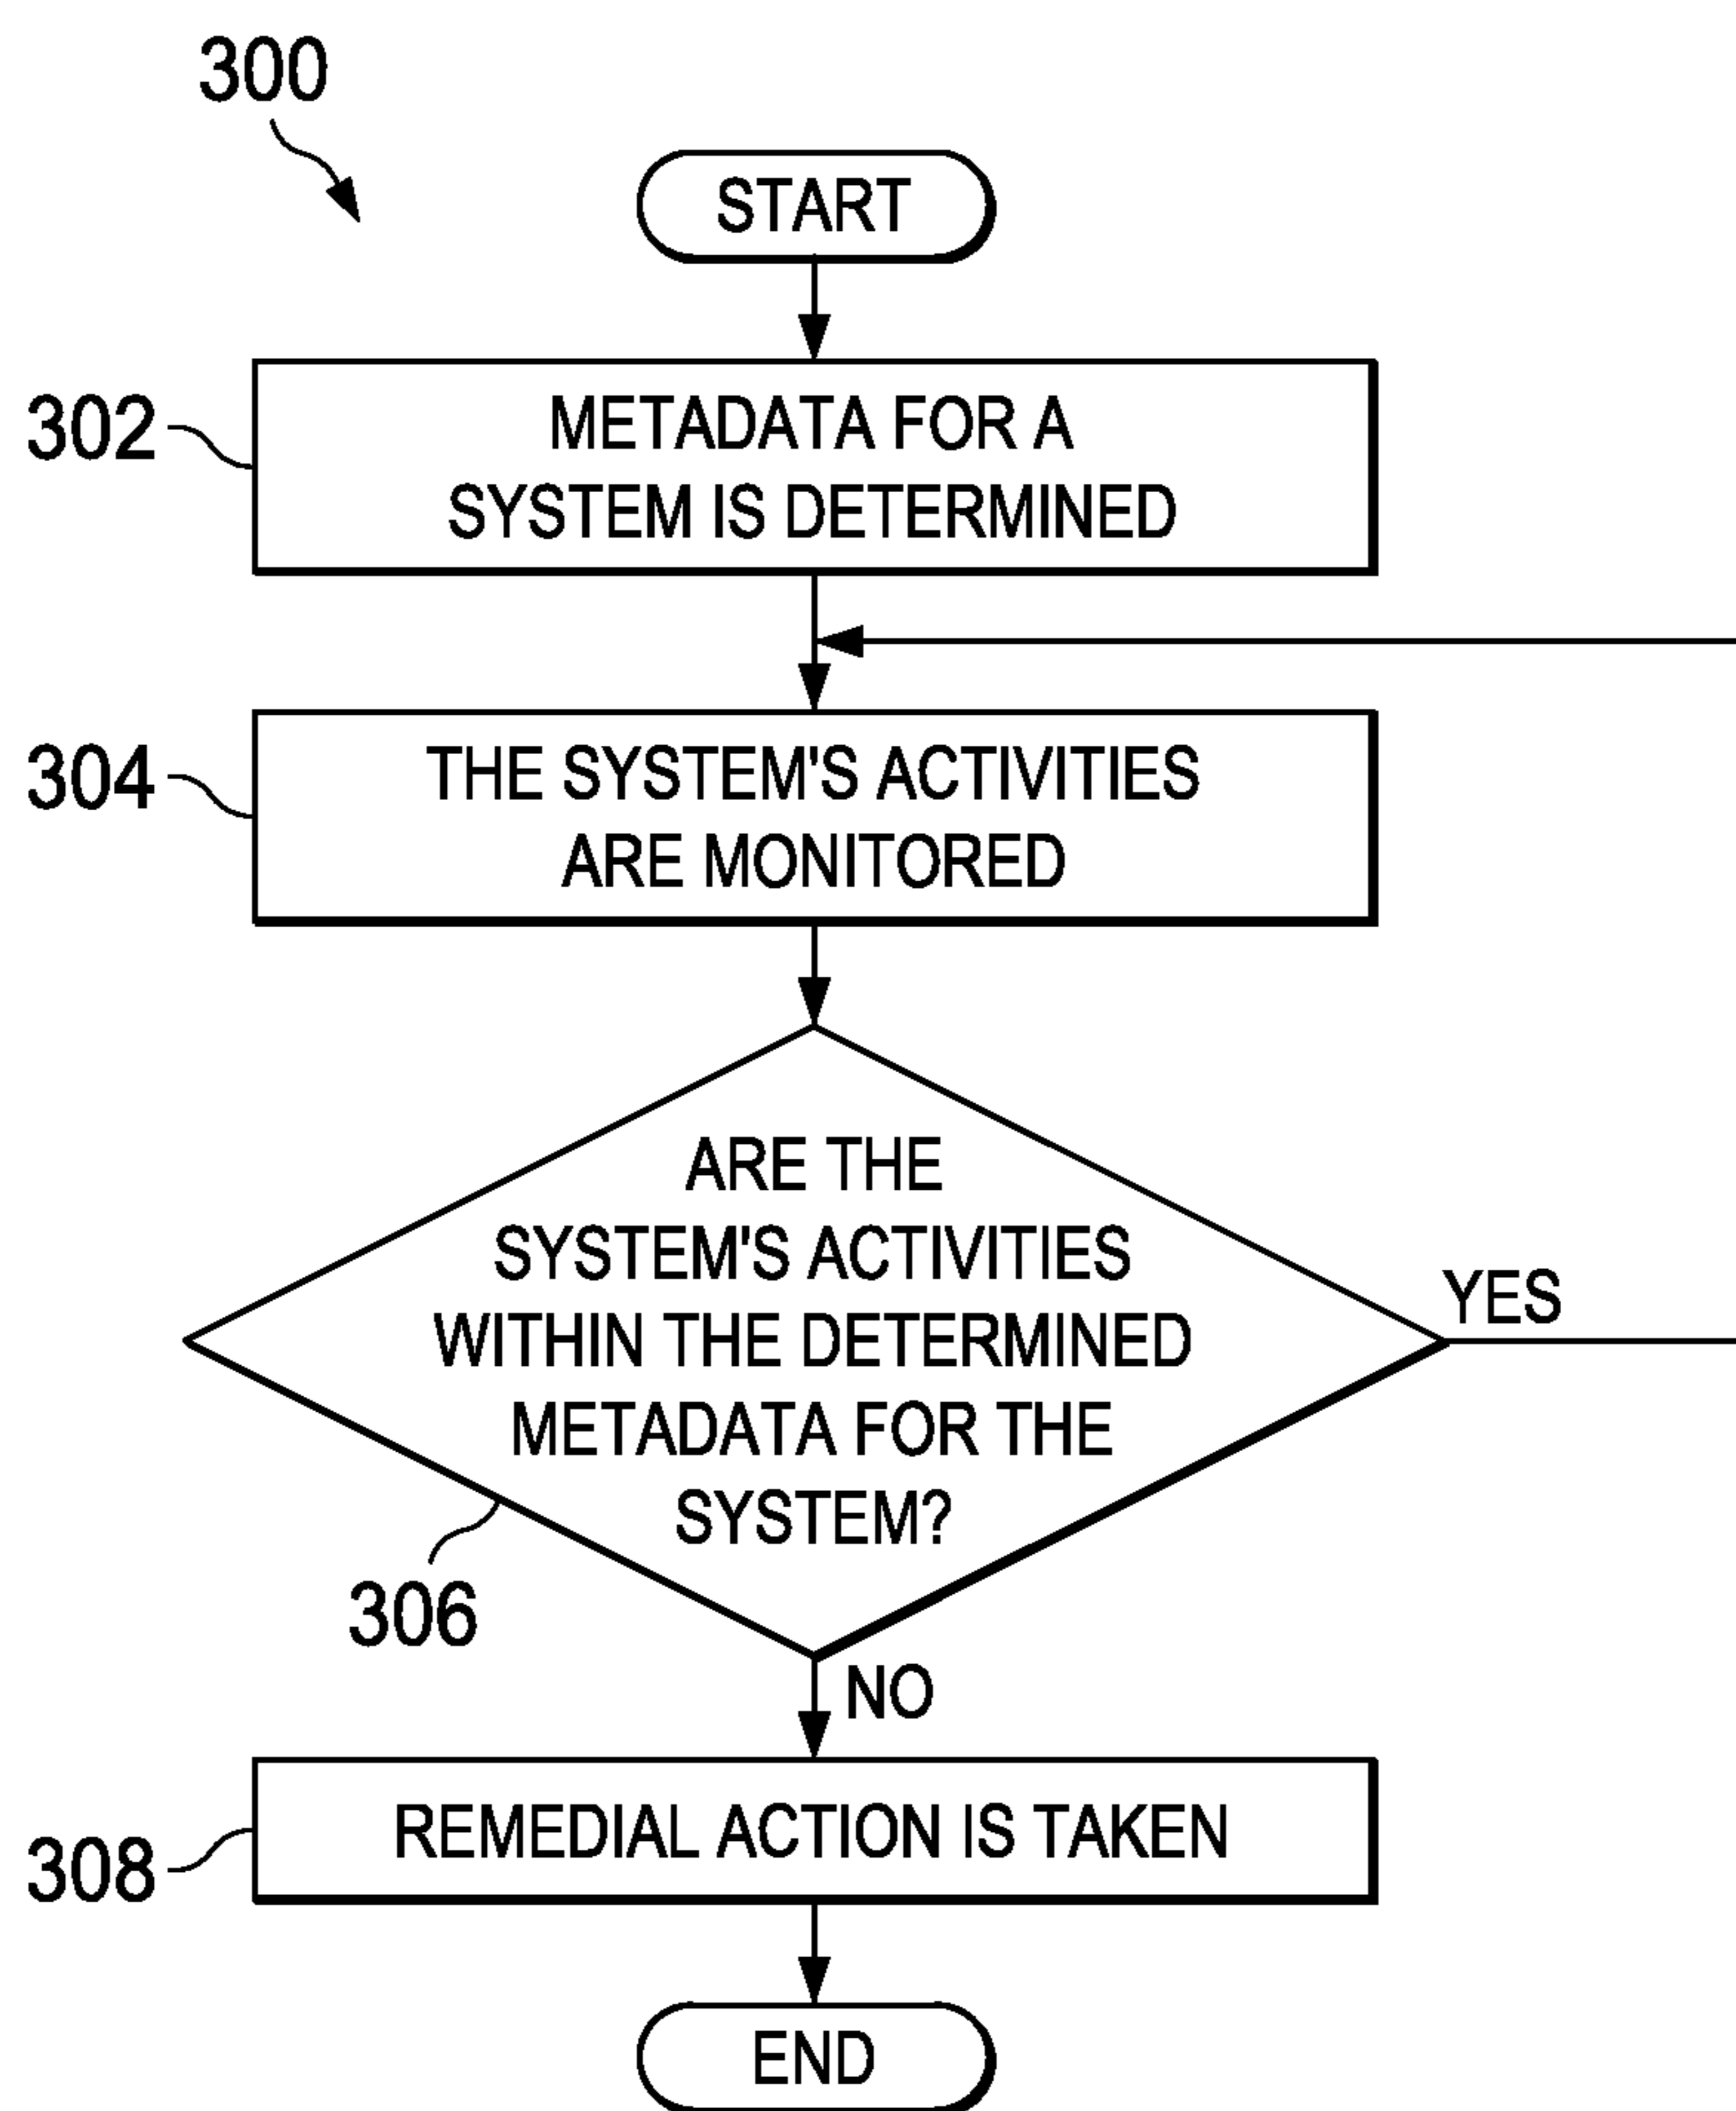 300
START
302
METADATA FOR A
SYSTEM IS DETERMINED
304
THE SYSTEM'S ACTIVITIES
ARE MONITORED
ARE THE
SYSTEM'S ACTIVITIES
WITHIN THE DETERMINED
METADATA FOR THE
SYSTEM?
YES
306
NO
308
REMEDIAL ACTION IS TAKEN
END